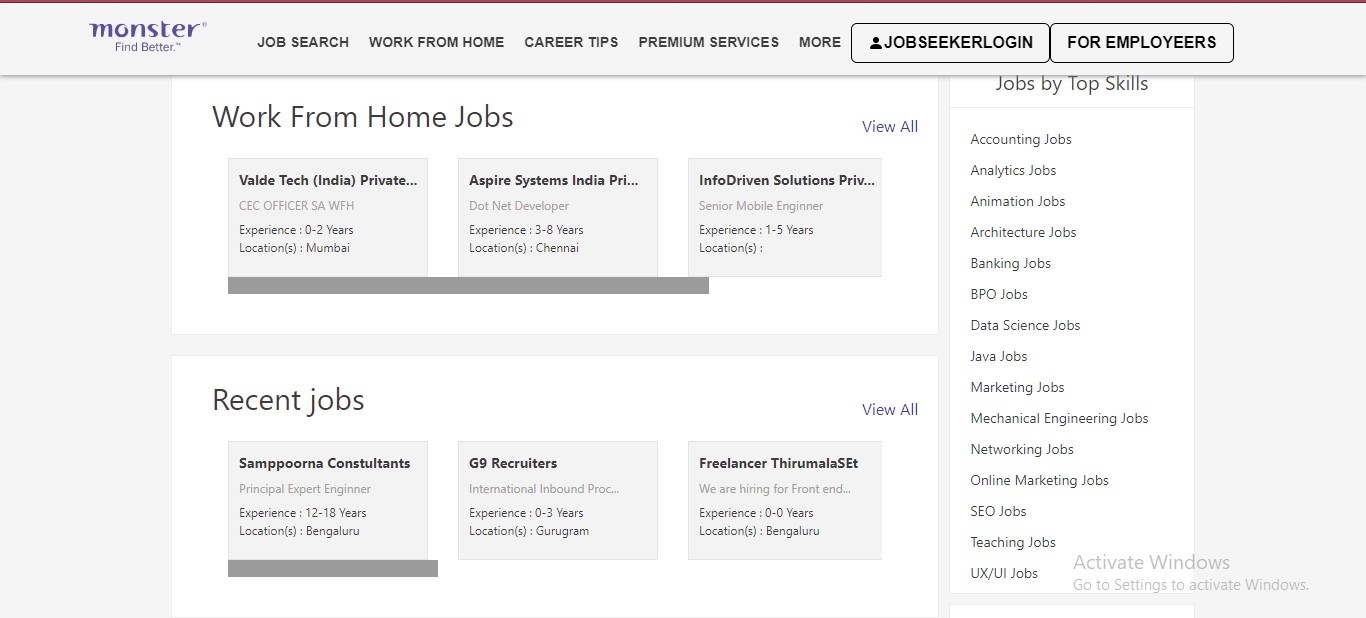 monster®
Find Better.™
JOB SEARCH
WORK FROM HOME
CAREER TIPS
PREMIUM SERVICES
MORE
JOBSEEKERLOGIN
FOR EMPLOYEERS
Work From Home Jobs
View All
Valde Tech (India) Private...
CEC OFFICER SA WFH
Experience : 0-2 Years
Location(s) : Mumbai
Aspire Systems India Pri...
Dot Net Developer
Experience : 3-8 Years
Location(s) : Chennai
InfoDriven Solutions Priv...
Senior Mobile Enginner
Experience : 1-5 Years
Location(s) :
Recent jobs
View All
Samppoorna Constultants
Principal Expert Enginner
Experience : 12-18 Years
Location(s) : Bengaluru
G9 Recruiters
International Inbound Proc...
Experience : 0-3 Years
Location(s) : Gurugram
Freelancer ThirumalaSEt
We are hiring for Front end...
Experience : 0-0 Years
Location(s) : Bengaluru
Jobs by Top Skills
Accounting Jobs
Analytics Jobs
Animation Jobs
Architecture Jobs
Banking Jobs
BPO Jobs
Data Science Jobs
Java Jobs
Marketing Jobs
Mechanical Engineering Jobs
Networking Jobs
Online Marketing Jobs
SEO Jobs
Teaching Jobs
UX/UI Jobs
Activate Windows
Go to Settings to activate Windows.